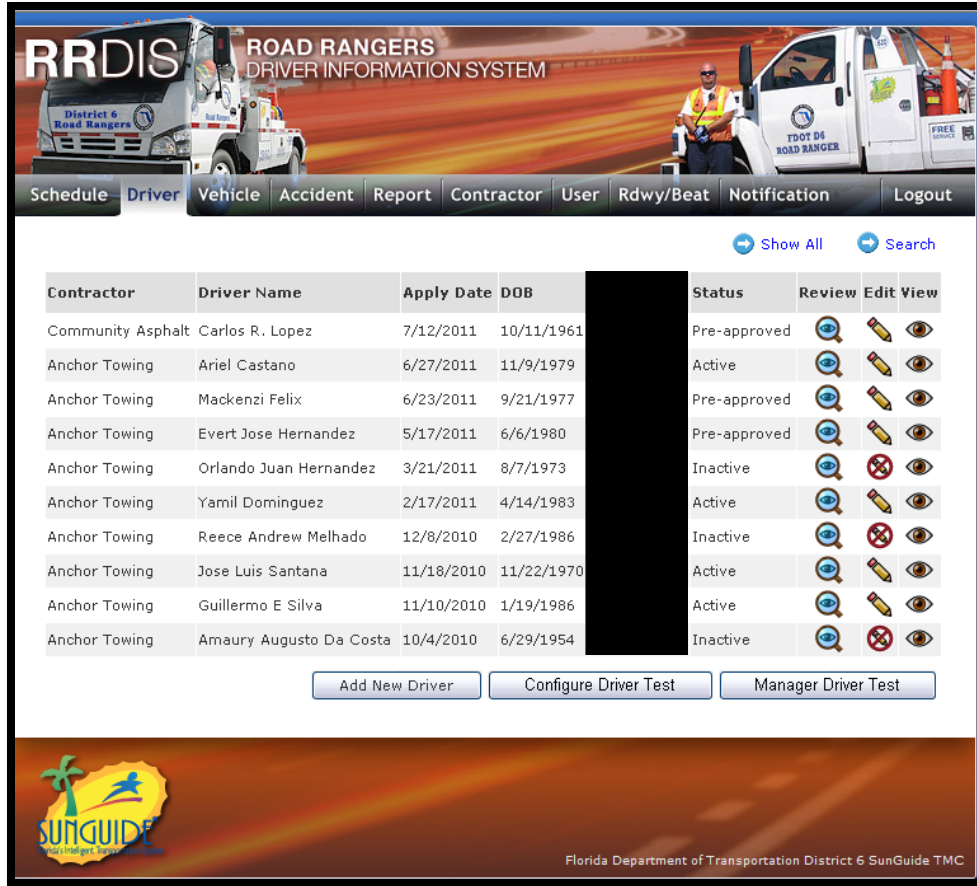 RRDIS
ROAD RANGERS
DRIVER INFORMATION SYSTEM
District 6
Road Rangers
Road Rangers
FDOT D6
ROAD RANGER
FREE
SERVICE
Schedule Driver Vehicle Accident Report Contractor User Rdwy/Beat Notification Logout
Show All Search
Contractor Driver Name Apply Date DOB Status Review Edit View
Community Asphalt Carlos R. Lopez 7/12/2011 10/11/1961 Pre-approved
Anchor Towing Ariel Castano 6/27/2011 11/9/1979 Active
Anchor Towing Mackenzi Felix 6/23/2011 9/21/1977 Pre-approved
Anchor Towing Evert Jose Hernandez 5/17/2011 6/6/1980 Pre-approved
Anchor Towing Orlando Juan Hernandez 3/21/2011 8/7/1973 Inactive
Anchor Towing Yamil Dominguez 2/17/2011 4/14/1983 Active
Anchor Towing Reece Andrew Melhado 12/8/2010 2/27/1986 Inactive
Anchor Towing Jose Luis Santana 11/18/2010 11/22/1970 Active
Anchor Towing Guillermo E Silva 11/10/2010 1/19/1986 Active
Anchor Towing Amaury Augusto Da Costa 10/4/2010 6/29/1954 Inactive
Add New Driver Configure Driver Test Manager Driver Test
SUNGUIDE
Florida Department of Transportation District 6 SunGuide TMC